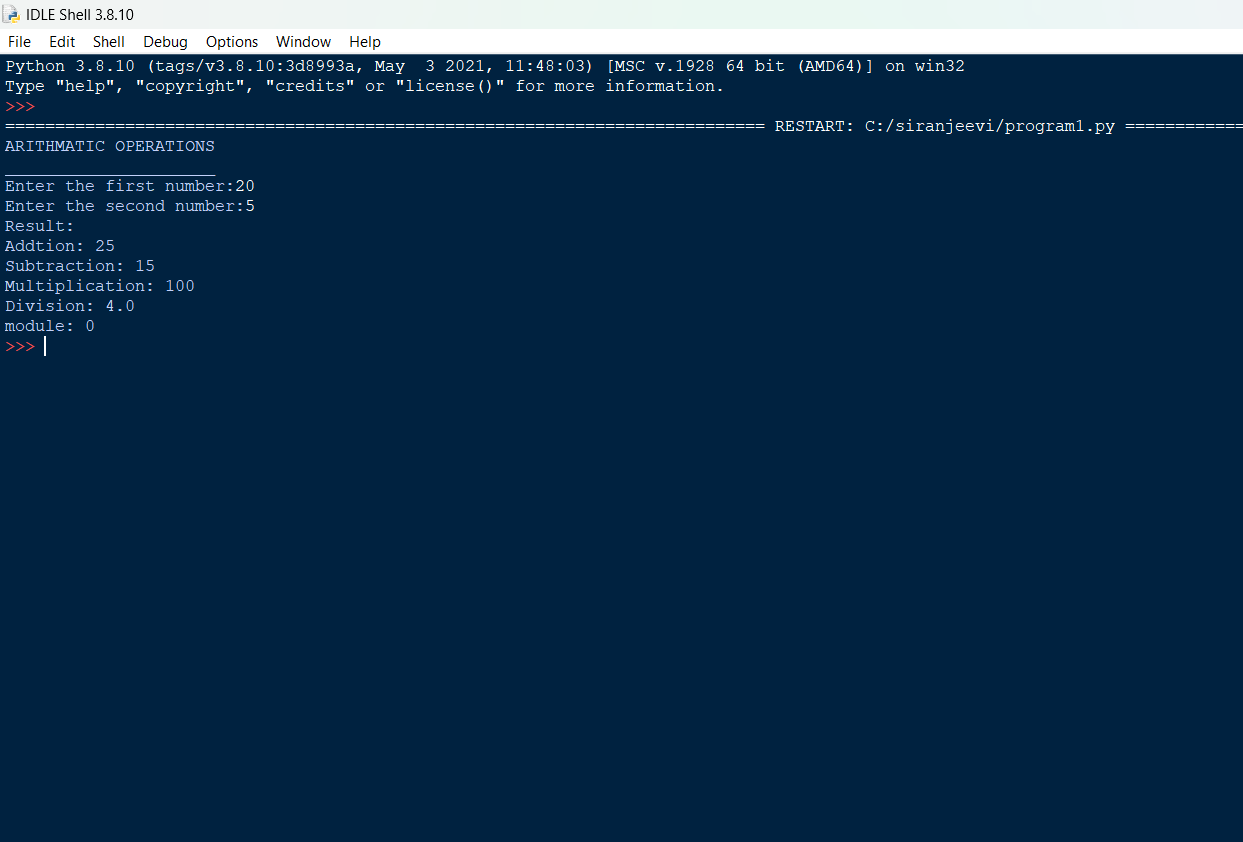 IDLE Shell 3.8.10
File Edit Shell Debug Options Window Help
Python 3.8.10 (tags/v3.8.10:3d8993a, May  3 2021, 11:48:03) [MSC v.1928 64 bit (AMD64)] on win32
Type "help", "copyright", "credits" or "license()" for more information.
>>>
============================================================================ RESTART: C:/siranjeevi/program1.py ============
ARITHMATIC OPERATIONS
_____________________
Enter the first number:20
Enter the second number:5
Result:
Addtion: 25
Subtraction: 15
Multiplication: 100
Division: 4.0
module: 0
>>>